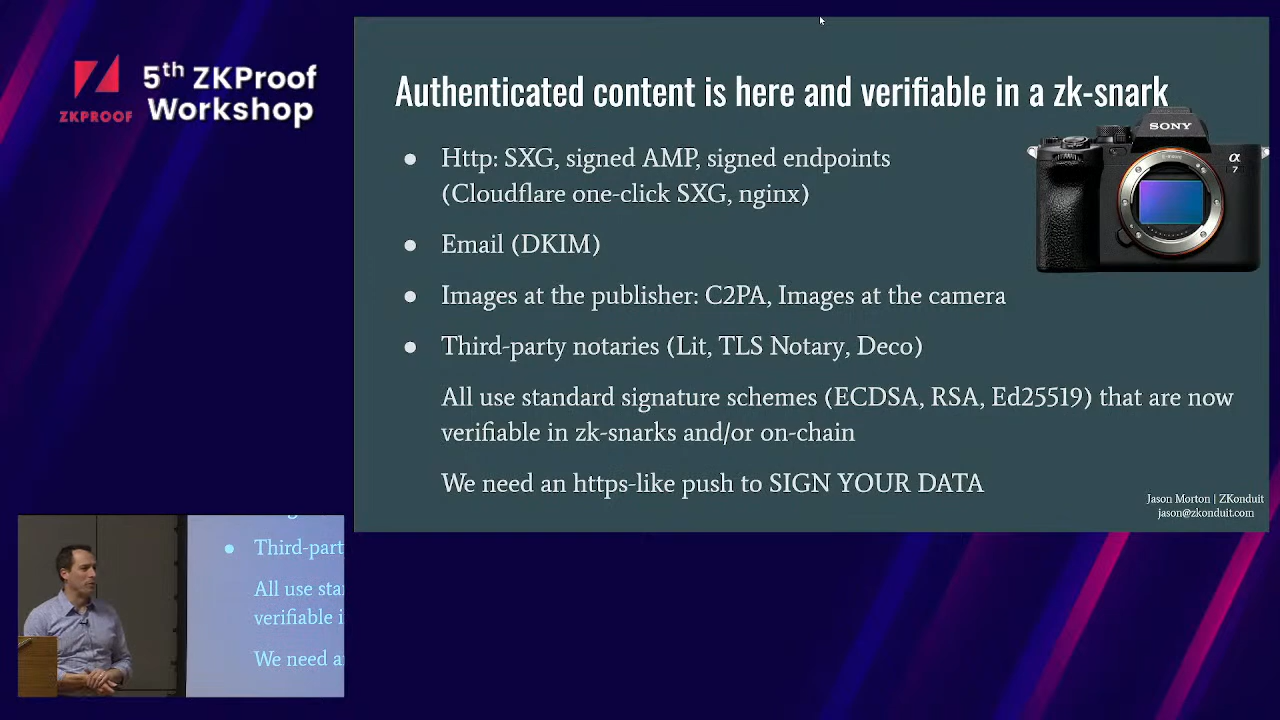 5th ZKProof
Workshop
ZKPROOF
Authenticated content is here and verifiable in a zk-snark
SONY
α
7
● Http: SXG, signed AMP, signed endpoints
(Cloudflare one-click SXG, nginx)
● Email (DKIM)
● Images at the publisher: C2PA, Images at the camera
● Third-party notaries (Lit, TLS Notary, Deco)
All use standard signature schemes (ECDSA, RSA, Ed25519) that are now
verifiable in zk-snarks and/or on-chain
We need an https-like push to SIGN YOUR DATA
Jason Morton | ZKonduit
jason@zkonduit.com
● Third-part
All use sta
verifiable i
We need a